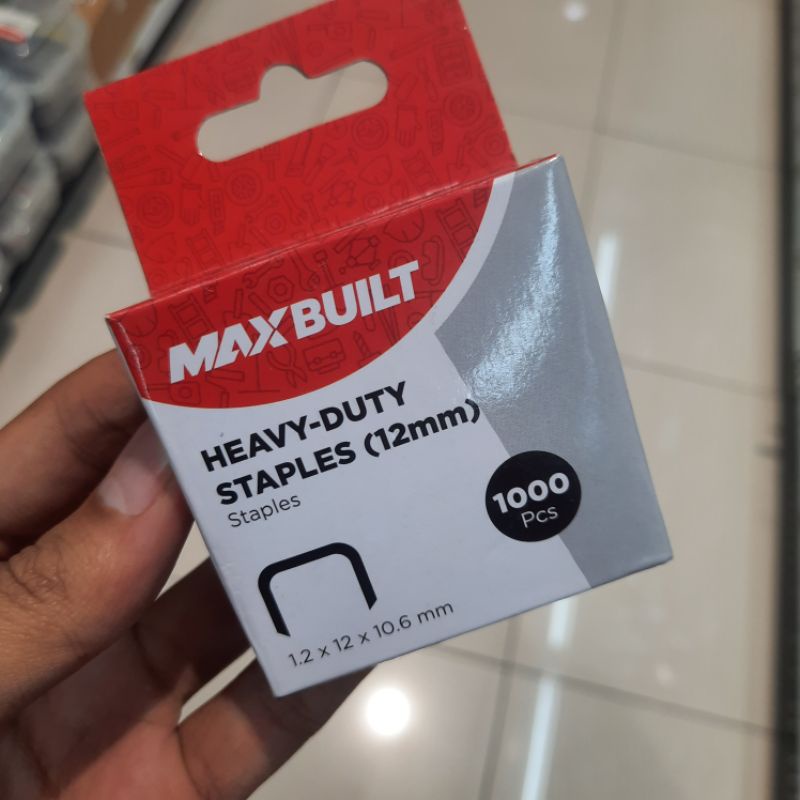 MAXBUILT
HEAVY-DUTY
STAPLES (12mm)
Staples
1000
Pcs
1.2 x 12 x 10.6 mm